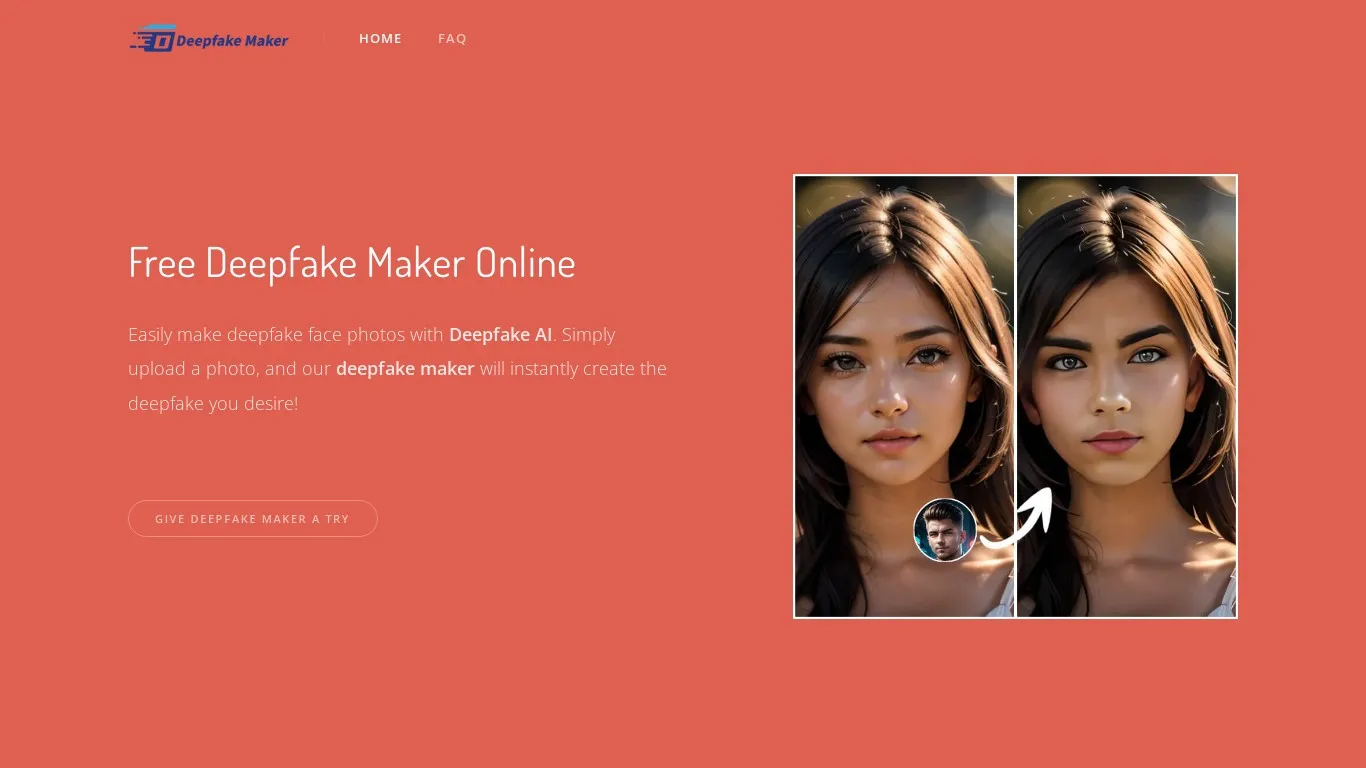 Deepfake Maker
HOME
FAQ
Free Deepfake Maker Online
Easily make deepfake face photos with Deepfake AI. Simply
upload a photo, and our deepfake maker will instantly create the
deepfake you desire!
GIVE DEEPFAKE MAKER A TRY